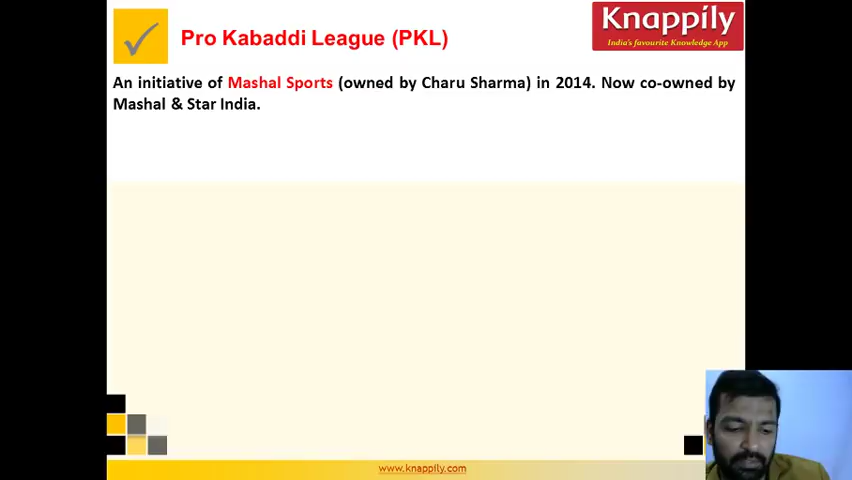 Pro Kabaddi League (PKL)
Knappily
India's favourite Knowledge App
An initiative of Mashal Sports (owned by Charu Sharma) in 2014. Now co-owned by
Mashal & Star India.
www.knappily.com